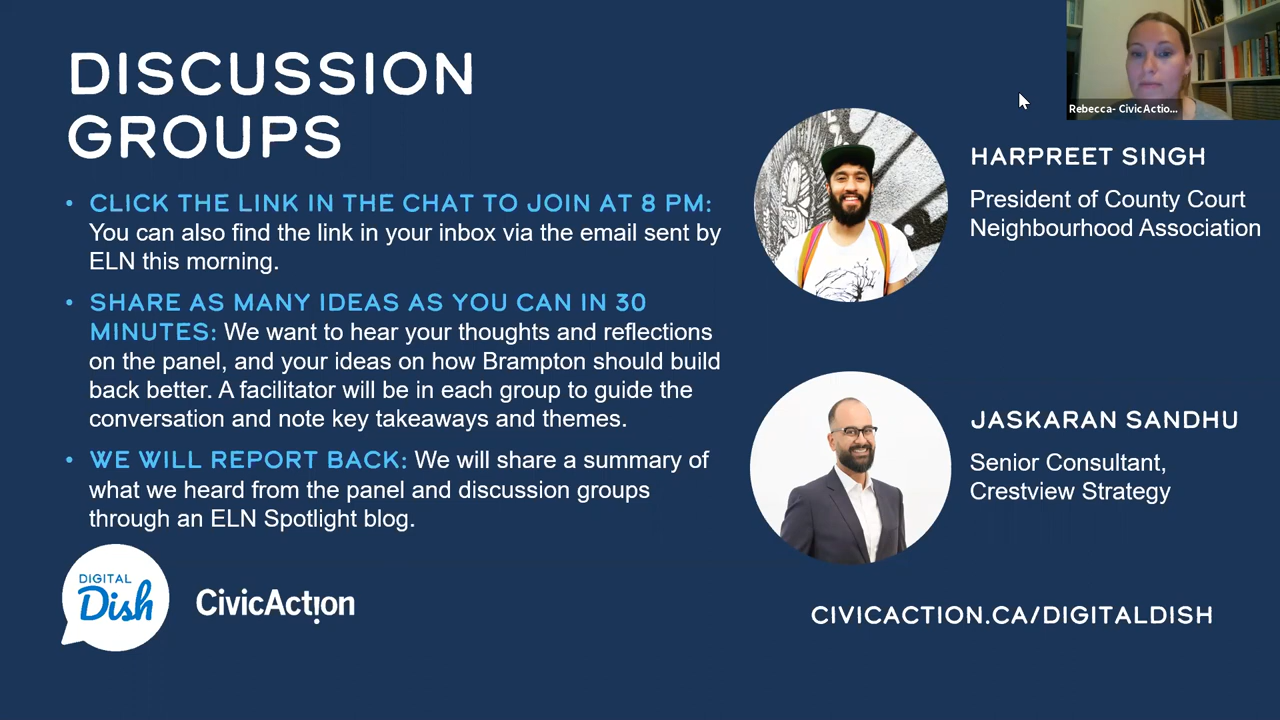 DISCUSSION
GROUPS
• CLICK THE LINK IN THE CHAT TO JOIN AT 8 PM:
You can also find the link in your inbox via the email sent by
ELN this morning.
• SHARE AS MANY IDEAS AS YOU CAN IN 30
MINUTES: We want to hear your thoughts and reflections
on the panel, and your ideas on how Brampton should build
back better. A facilitator will be in each group to guide the
conversation and note key takeaways and themes.
• WE WILL REPORT BACK: We will share a summary of
what we heard from the panel and discussion groups
through an ELN Spotlight blog.
DIGITAL
Dish
CivicAction
Rebecca- CivicActio...
HARPREET SINGH
President of County Court
Neighbourhood Association
JASKARAN SANDHU
Senior Consultant,
Crestview Strategy
CIVICACTION.CA/DIGITALDISH